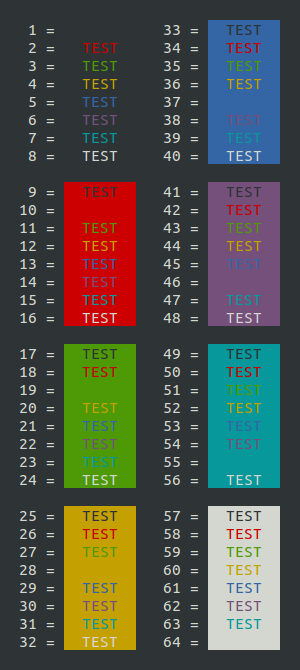 1 =
2 = TEST
3 = TEST
4 = TEST
5 = TEST
6 = TEST
7 = TEST
8 = TEST
9 = TEST
10 =
11 = TEST
12 = TEST
13 = TEST
14 = TEST
15 = TEST
16 = TEST
17 = TEST
18 = TEST
19 =
20 = TEST
21 = TEST
22 = TEST
23 = TEST
24 = TEST
25 = TEST
26 = TEST
27 = TEST
28 =
29 = TEST
30 = TEST
31 = TEST
32 = TEST
33 = TEST
34 = TEST
35 = TEST
36 = TEST
37 =
38 = TEST
39 = TEST
40 = TEST
41 = TEST
42 = TEST
43 = TEST
44 = TEST
45 = TEST
46 =
47 = TEST
48 = TEST
49 = TEST
50 = TEST
51 = TEST
52 = TEST
53 = TEST
54 = TEST
55 =
56 = TEST
57 = TEST
58 = TEST
59 = TEST
60 = TEST
61 = TEST
62 = TEST
63 = TEST
64 =